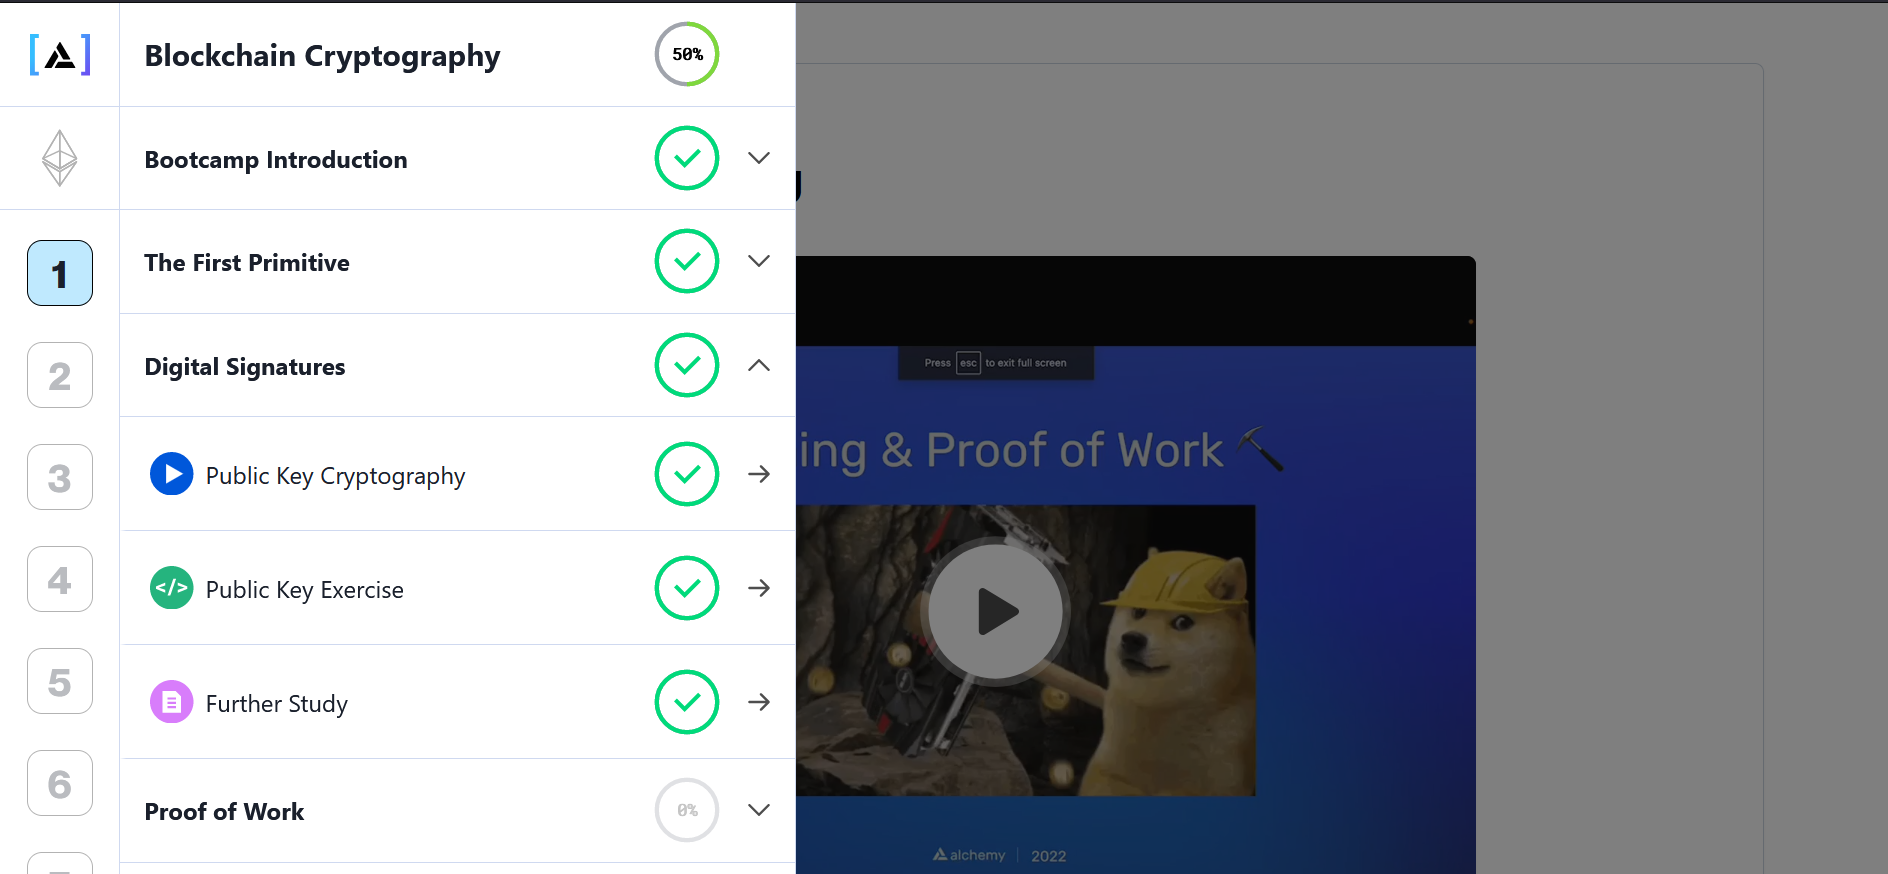 Blockchain Cryptography
50%
Bootcamp Introduction
The First Primitive
1
Digital Signatures
2
Public Key Cryptography
3
</> Public Key Exercise
4
Further Study
5
Proof of Work
0%
6
Press esc to exit full screen
ing & Proof of Work
alchemy | 2022